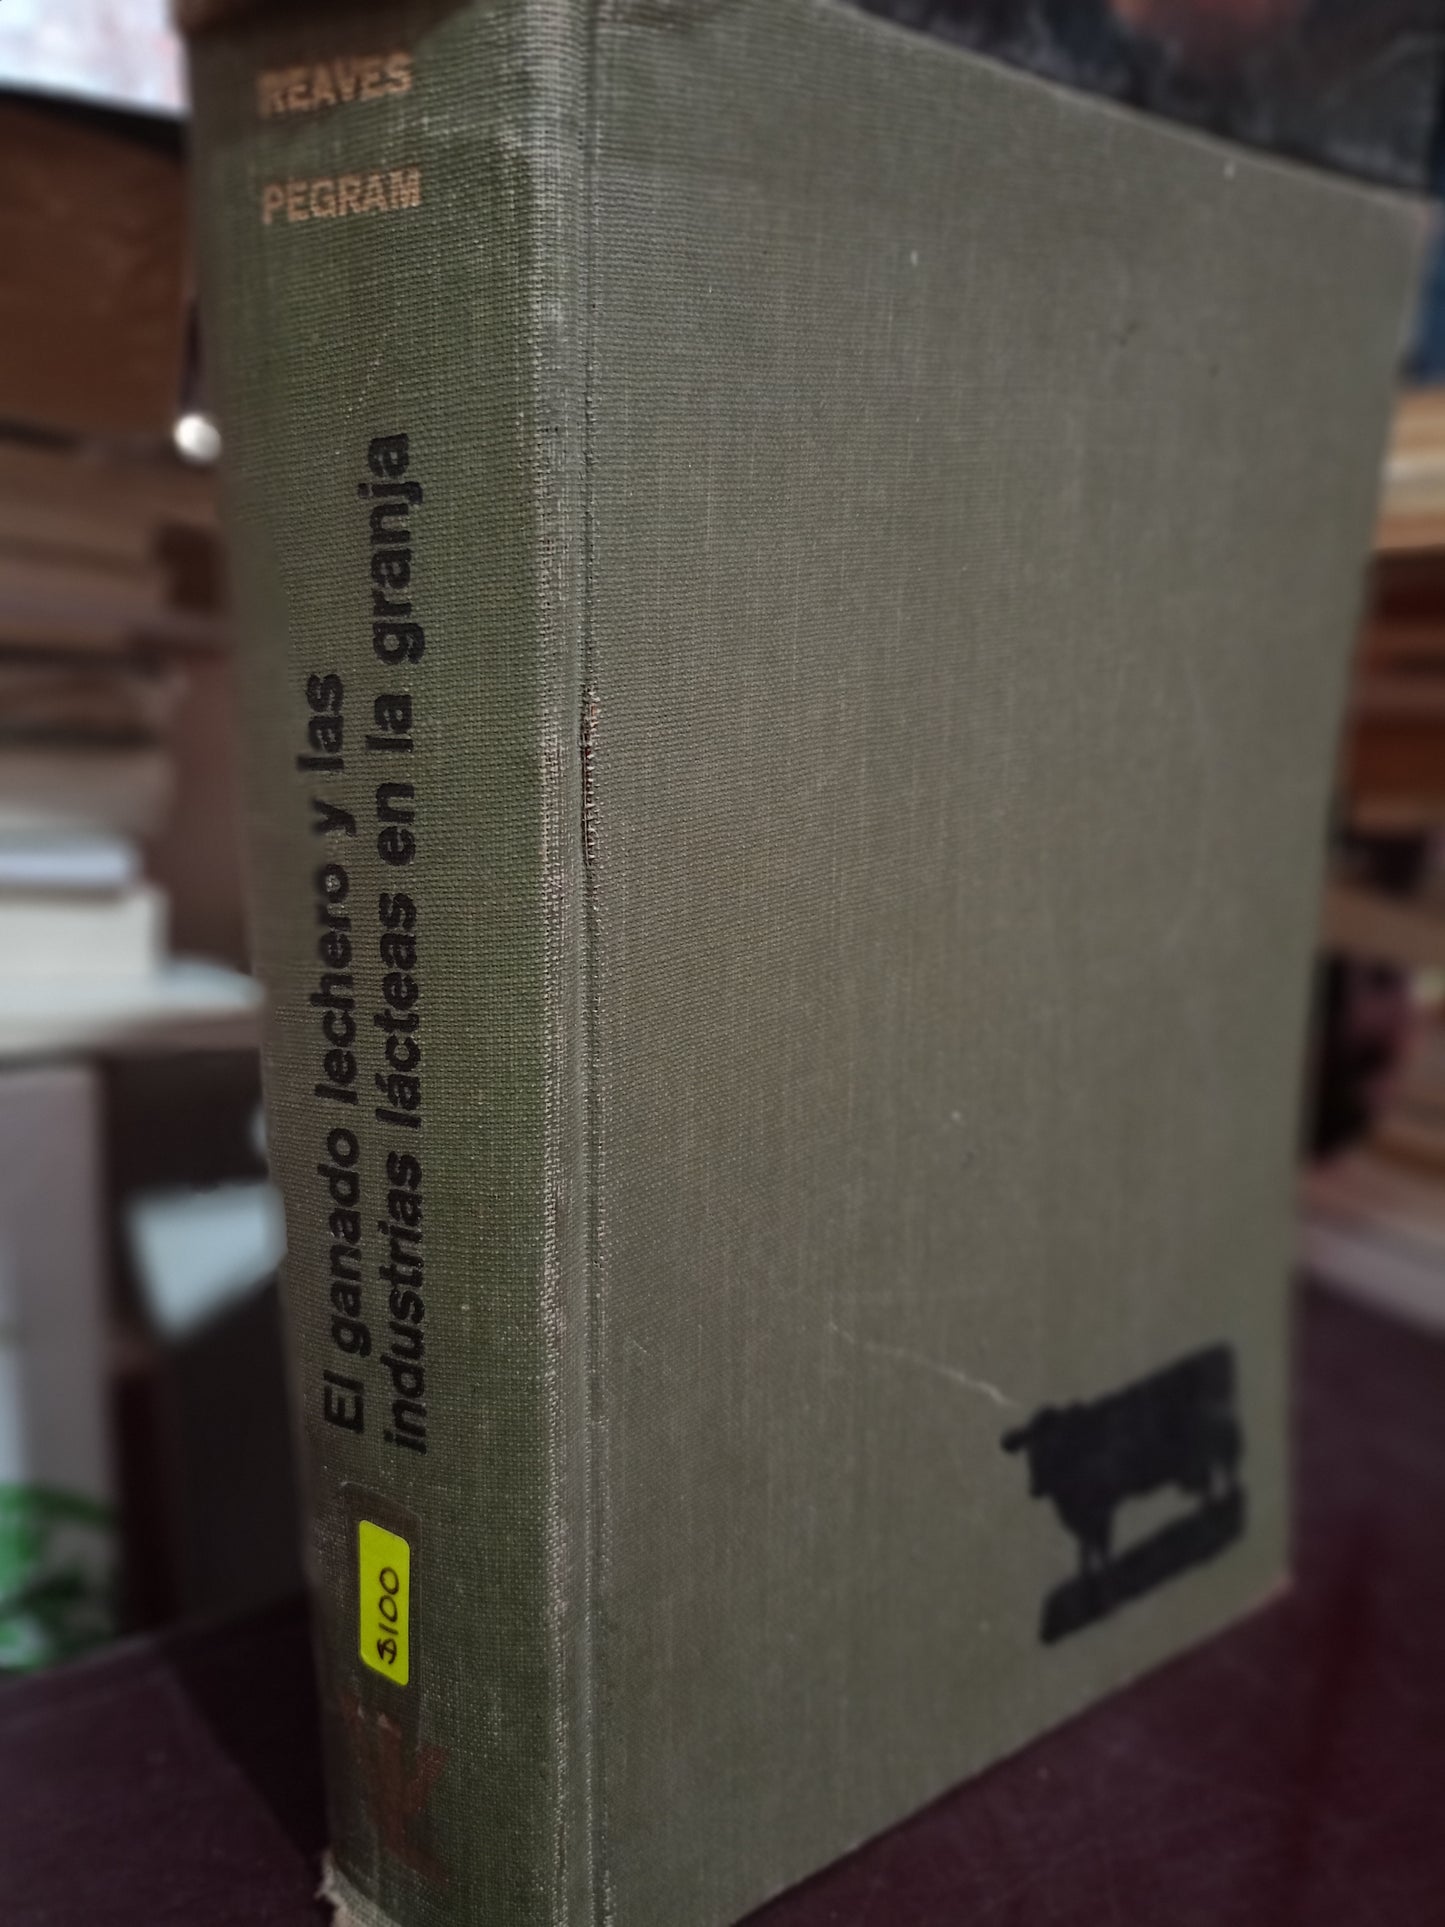 REAVES
PEGRAM
El ganado lechero y las
industrias lácteas en la granja
$100